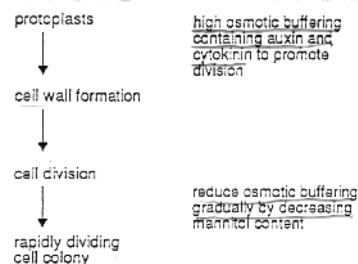 protoplasts
high osmotic buffering
containing auxin and
cytokinin to promote
division
cell wall formation
cell division
reduce osmotic buffering
gradually by decreasing
mannitol content
rapidly dividing
cell colony